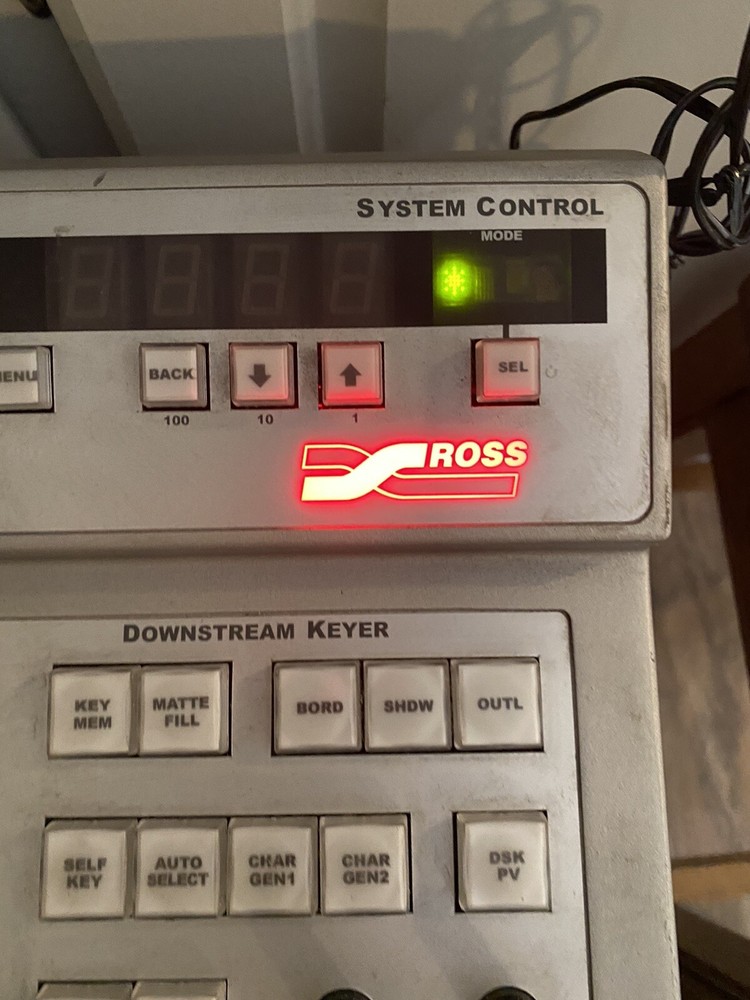 SYSTEM CONTROL
MODE
ENU
BACK
SEL
100
10
1
ROSS
DOWNSTREAM KEYER
KEY
MEM
MATTE
FILL
BORD
SHDW
OUTL
SELF
KEY
AUTO
SELECT
CHAR
GEN1
CHAR
GEN2
DSK
PV